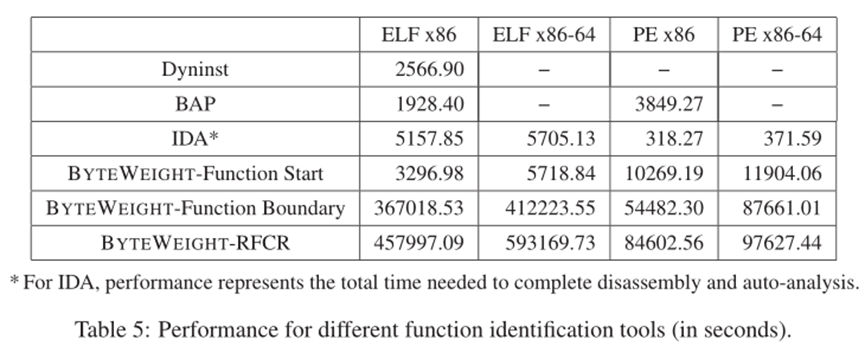 ELF x86 ELF x86-64 PE x86 PE x86-64
Dyninst 2566.90 – – –
BAP 1928.40 – 3849.27 –
IDA* 5157.85 5705.13 318.27 371.59
BYTEWEIGHT-Function Start 3296.98 5718.84 10269.19 11904.06
BYTEWEIGHT-Function Boundary 367018.53 412223.55 54482.30 87661.01
BYTEWEIGHT-RFCR 457997.09 593169.73 84602.56 97627.44
* For IDA, performance represents the total time needed to complete disassembly and auto-analysis.
Table 5: Performance for different function identification tools (in seconds).